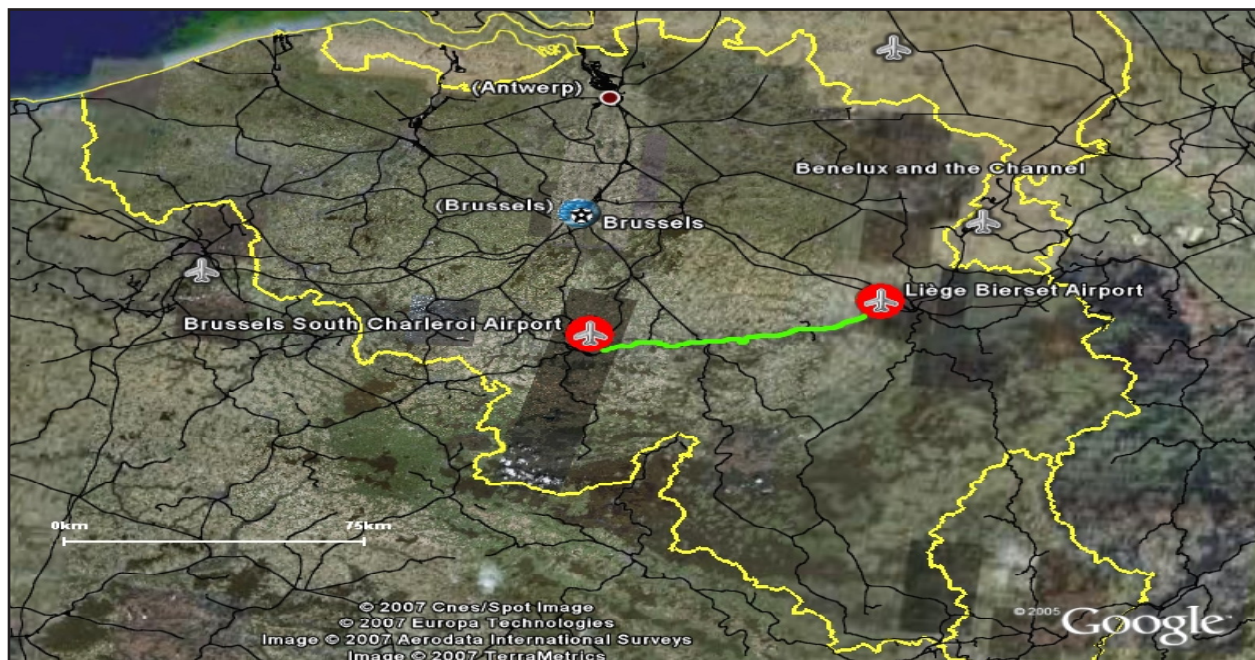 (Antwerp)
Benelux and the Channel
(Brussels)
Brussels
Liège Bierset Airport
Brussels South Charleroi Airport
0km 75km
© 2007 Cnes/Spot Image
© 2007 Europa Technologies
Image © 2007 Aerodata International Surveys
Image © 2007 TerraMetrics
© 2005 Google™